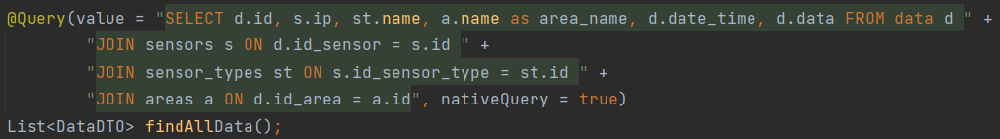 @Query(value = "SELECT d.id, s.ip, st.name, a.name as area_name, d.date_time, d.data FROM data d " +
"JOIN sensors s ON d.id_sensor = s.id " +
"JOIN sensor_types st ON s.id_sensor_type = st.id " +
"JOIN areas a ON d.id_area = a.id", nativeQuery = true)
List<DataDTO> findAllData();